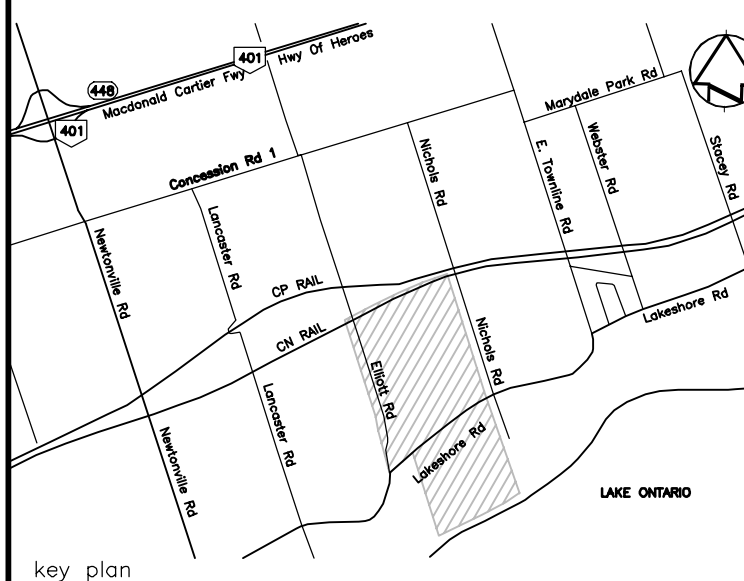 401
Hwy Of Heroes
448
Macdonald Cartier Fwy
401
Marydale Park Rd
Concession Rd 1
Nichols Rd
E. Townline Rd
Webster Rd
Stacey Rd
Lancaster Rd
Newtonville Rd
CP RAIL
CN RAIL
Lakeshore Rd
Nichols Rd
Elliott Rd
Lancaster Rd
Newtonville Rd
Lakeshore Rd
LAKE ONTARIO
key plan